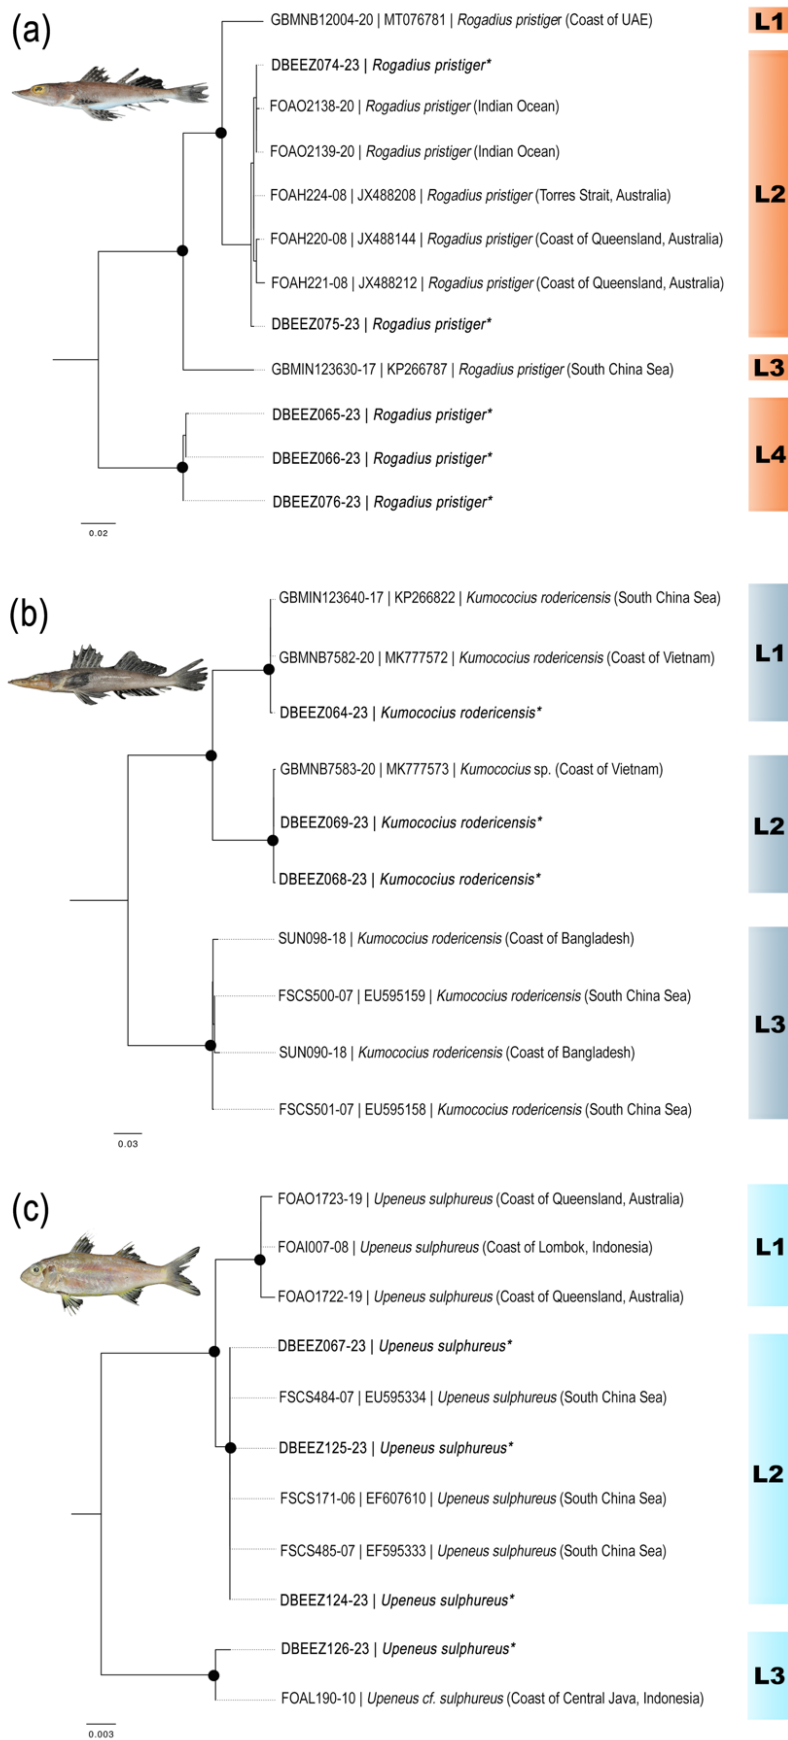 (a)
GBMNB12004-20 | MT076781 | Rogadius pristiger (Coast of UAE)
L1
DBEEZ074-23 | Rogadius pristiger*
FOAO2138-20 | Rogadius pristiger (Indian Ocean)
FOAO2139-20 | Rogadius pristiger (Indian Ocean)
FOAH224-08 | JX488208 | Rogadius pristiger (Torres Strait, Australia)
L2
FOAH220-08 | JX488144 | Rogadius pristiger (Coast of Queensland, Australia)
FOAH221-08 | JX488212 | Rogadius pristiger (Coast of Queensland, Australia)
DBEEZ075-23 | Rogadius pristiger*
GBMIN123630-17 | KP266787 | Rogadius pristiger (South China Sea)
L3
DBEEZ065-23 | Rogadius pristiger*
DBEEZ066-23 | Rogadius pristiger*
L4
DBEEZ076-23 | Rogadius pristiger*
0.02
(b)
GBMIN123640-17 | KP266822 | Kumococius rodericensis (South China Sea)
GBMNB7582-20 | MK777572 | Kumococius rodericensis (Coast of Vietnam)
L1
DBEEZ064-23 | Kumococius rodericensis*
GBMNB7583-20 | MK777573 | Kumococius sp. (Coast of Vietnam)
DBEEZ069-23 | Kumococius rodericensis*
L2
DBEEZ068-23 | Kumococius rodericensis*
SUN098-18 | Kumococius rodericensis (Coast of Bangladesh)
FSCS500-07 | EU595159 | Kumococius rodericensis (South China Sea)
L3
SUN090-18 | Kumococius rodericensis (Coast of Bangladesh)
FSCS501-07 | EU595158 | Kumococius rodericensis (South China Sea)
0.03
(c)
FOAO1723-19 | Upeneus sulphureus (Coast of Queensland, Australia)
FOAI007-08 | Upeneus sulphureus (Coast of Lombok, Indonesia)
L1
FOAO1722-19 | Upeneus sulphureus (Coast of Queensland, Australia)
DBEEZ067-23 | Upeneus sulphureus*
FSCS484-07 | EU595334 | Upeneus sulphureus (South China Sea)
DBEEZ125-23 | Upeneus sulphureus*
L2
FSCS171-06 | EF607610 | Upeneus sulphureus (South China Sea)
FSCS485-07 | EF595333 | Upeneus sulphureus (South China Sea)
DBEEZ124-23 | Upeneus sulphureus*
DBEEZ126-23 | Upeneus sulphureus*
L3
FOAL190-10 | Upeneus cf. sulphureus (Coast of Central Java, Indonesia)
0.003